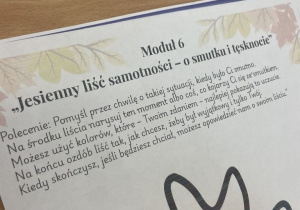 Moduł 6
„Jesienny liść samotności – o smutku i tęsknocie”
Polecenie: Pomyśl przez chwilę o takiej sytuacji, kiedy było Ci smutno.
Na środku liścia narysuj ten moment albo coś, co kojarzy Ci się ze smutkiem.
Możesz użyć kolorów, które – Twoim zdaniem – najlepiej pokazują to uczucie.
Na końcu ozdób liść tak, jak chcesz, żeby był wyjątkowy i tylko Twój.
Kiedy skończysz, jeśli będziesz chciał, możesz opowiedzieć nam o swoim liściu.